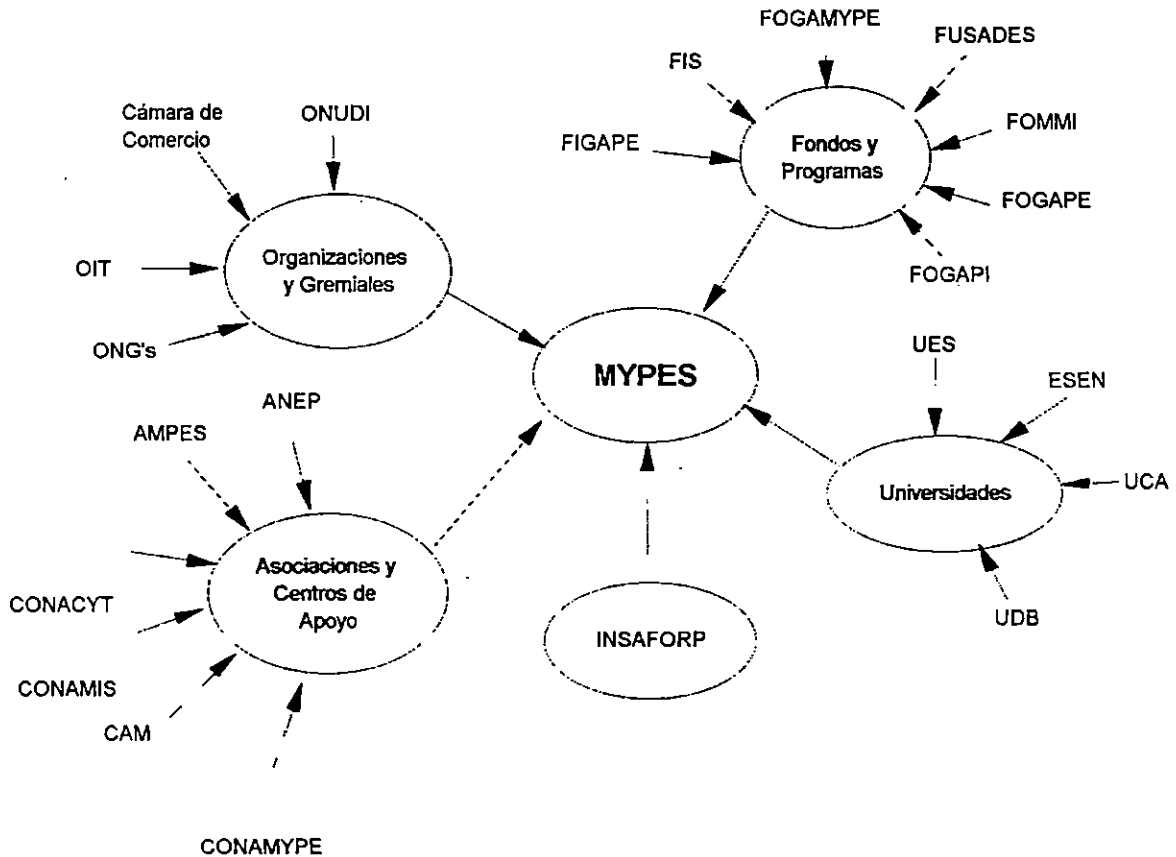 FOGAMYPE
FUSADES
FIS
Cámara de
Comercio
ONUDI
FOMMI
FIGAPE
Fondos y
Programas
FOGAPE
OIT
Organizaciones
y Gremiales
FOGAPI
ONG's
MYPES
UES
ESEN
ANEP
AMPES
Universidades
UCA
Asociaciones y
Centros de
Apoyo
CONACYT
INSAFORP
UDB
CONAMIS
CAM
CONAMYPE